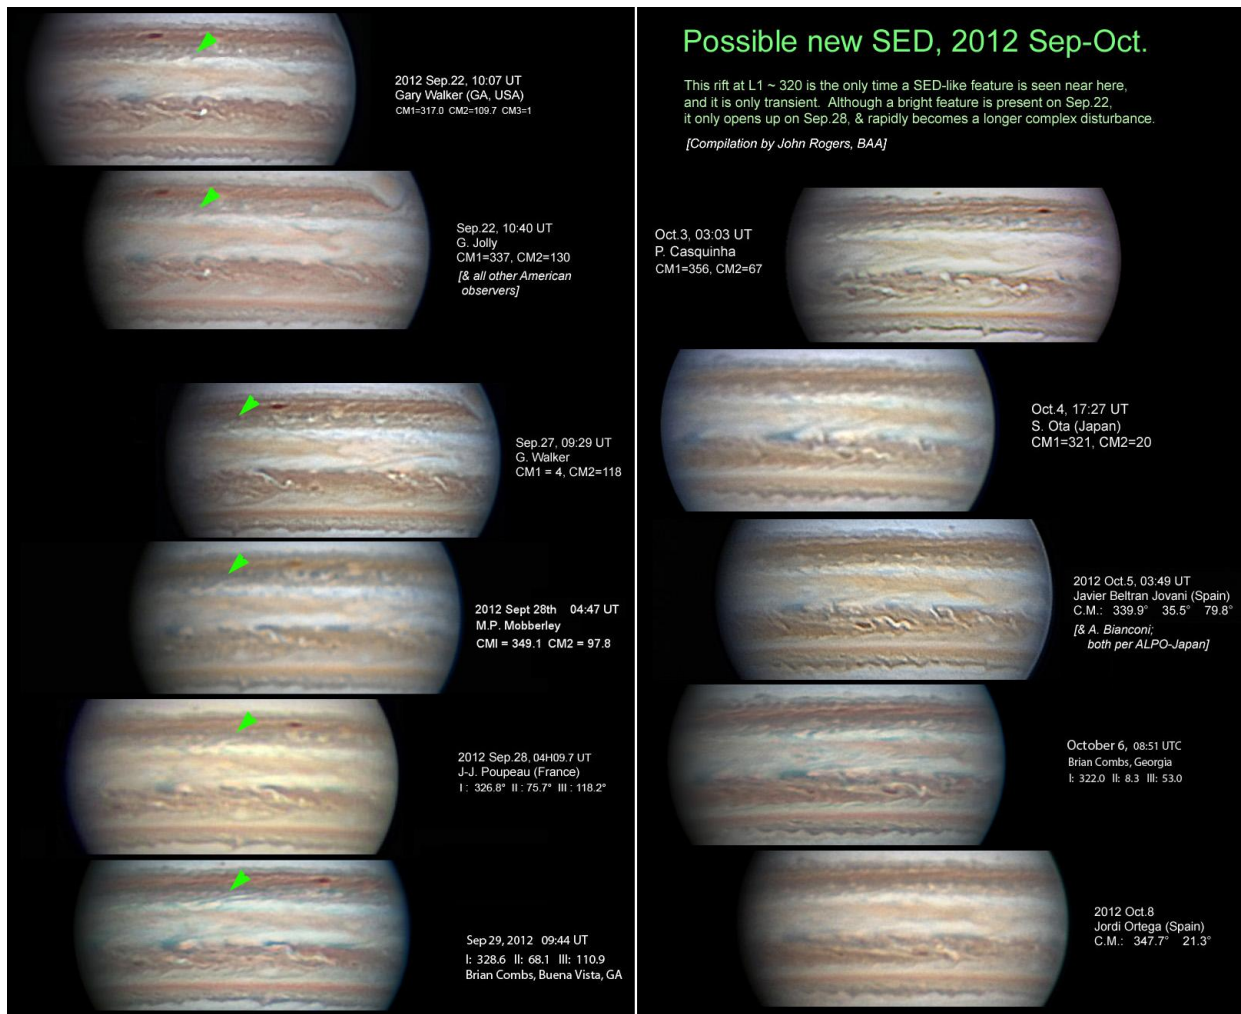 2012 Sep.22, 10:07 UT
Gary Walker (GA, USA)
CM1=317.0 CM2=109.7 CM3=1
Sep.22, 10:40 UT
G. Jolly
CM1=337, CM2=130
[& all other American
observers]
Sep.27, 09:29 UT
G. Walker
CM1 = 4, CM2=118
2012 Sept 28th 04:47 UT
M.P. Mobberley
CMI = 349.1 CM2 = 97.8
2012 Sep.28, 04H09.7 UT
J-J. Poupeau (France)
I : 326.8° II : 75.7° III : 118.2°
Sep 29, 2012 09:44 UT
I: 328.6 II: 68.1 III: 110.9
Brian Combs, Buena Vista, GA
Possible new SED, 2012 Sep-Oct.
This rift at L1 ~ 320 is the only time a SED-like feature is seen near here,
and it is only transient. Although a bright feature is present on Sep.22,
it only opens up on Sep.28, & rapidly becomes a longer complex disturbance.
[Compilation by John Rogers, BAA]
Oct.3, 03:03 UT
P. Casquinha
CM1=356, CM2=67
Oct.4, 17:27 UT
S. Ota (Japan)
CM1=321, CM2=20
2012 Oct.5, 03:49 UT
Javier Beltran Jovani (Spain)
C.M.: 339.9° 35.5° 79.8°
[& A. Bianconi;
both per ALPO-Japan]
October 6, 08:51 UTC
Brian Combs, Georgia
I: 322.0 II: 8.3 III: 53.0
2012 Oct.8
Jordi Ortega (Spain)
C.M.: 347.7° 21.3°